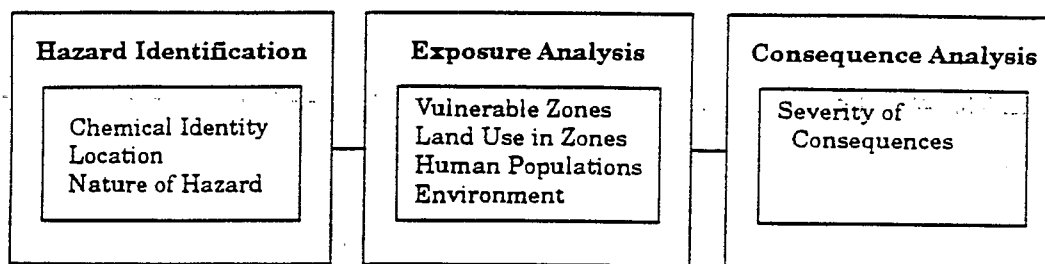 Hazard Identification
Chemical Identity
Location
Nature of Hazard
Exposure Analysis
Vulnerable Zones
Land Use in Zones
Human Populations
Environment
Consequence Analysis
Severity of
Consequences